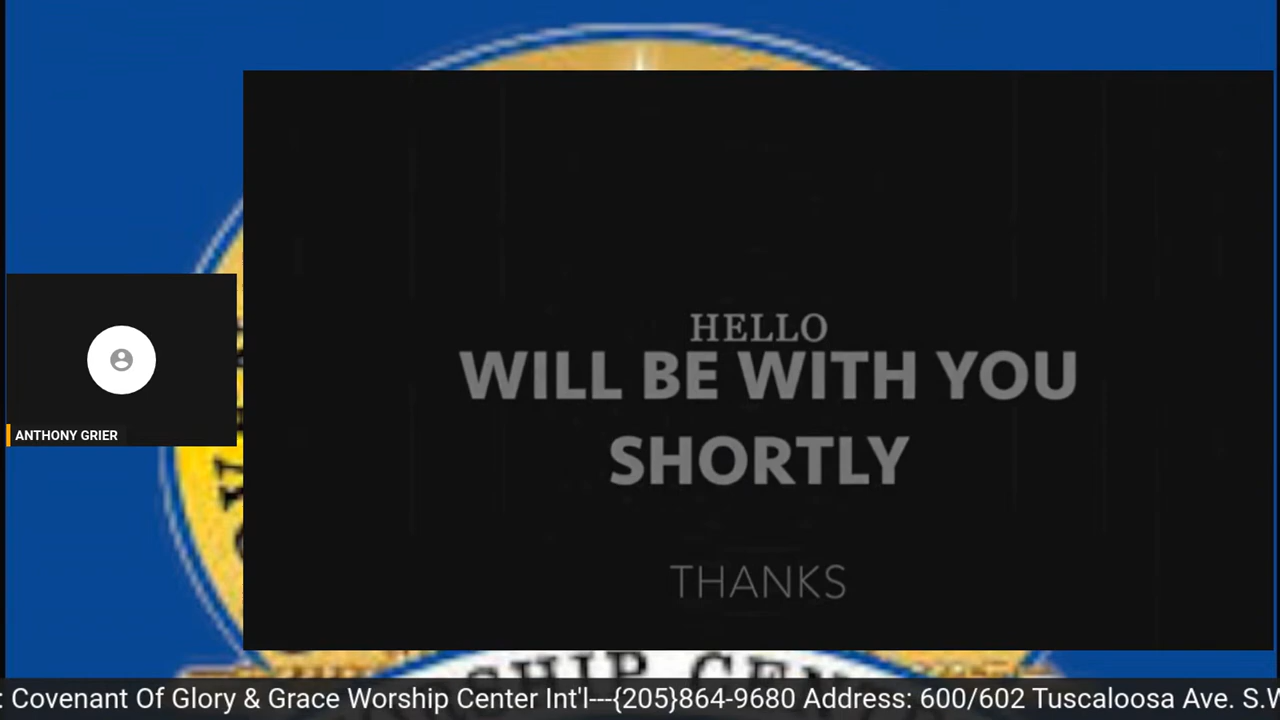 HELLO
WILL BE WITH YOU
SHORTLY
THANKS
ANTHONY GRIER
: Covenant Of Glory & Grace Worship Center Int'l---{205}864-9680 Address: 600/602 Tuscaloosa Ave. S.W